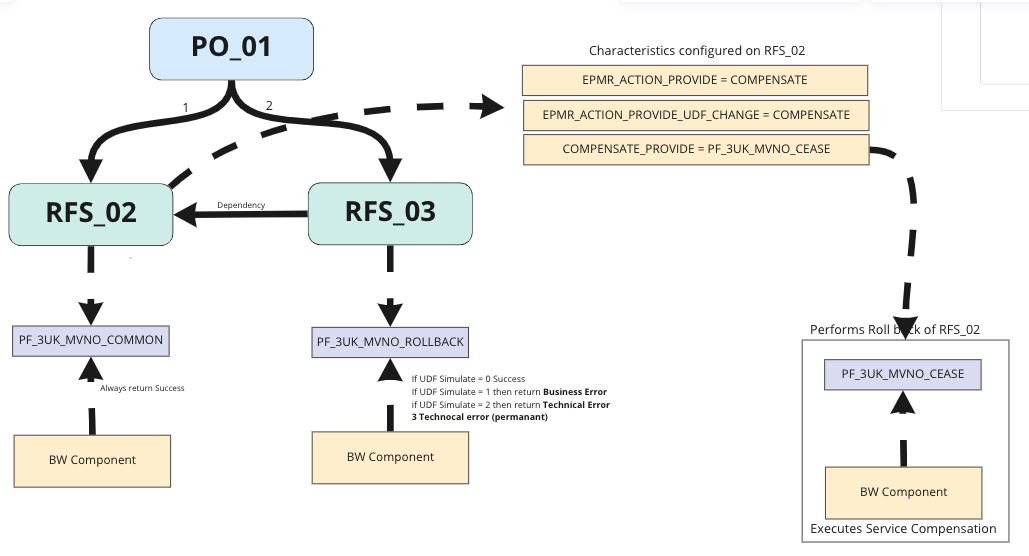 PO_01
1
2
Characteristics configured on RFS_02
EPMR_ACTION_PROVIDE = COMPENSATE
EPMR_ACTION_PROVIDE_UDF_CHANGE = COMPENSATE
COMPENSATE_PROVIDE = PF_3UK_MVNO_CEASE
RFS_02
Dependency
RFS_03
PF_3UK_MVNO_COMMON
PF_3UK_MVNO_ROLLBACK
Always return Success
If UDF Simulate = 0 Success
If UDF Simulate = 1 then return Business Error
if UDF Simulate = 2 then return Technical Error
3 Technocal error (permanant)
BW Component
BW Component
Performs Roll back of RFS_02
PF_3UK_MVNO_CEASE
BW Component
Executes Service Compensation